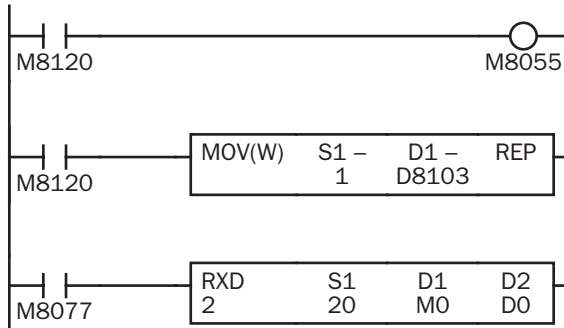 M8120
M8055
M8120
MOV(W) S1 – D1 – REP
1 D8103
M8077
RXD S1 D1 D2
2 20 M0 D0